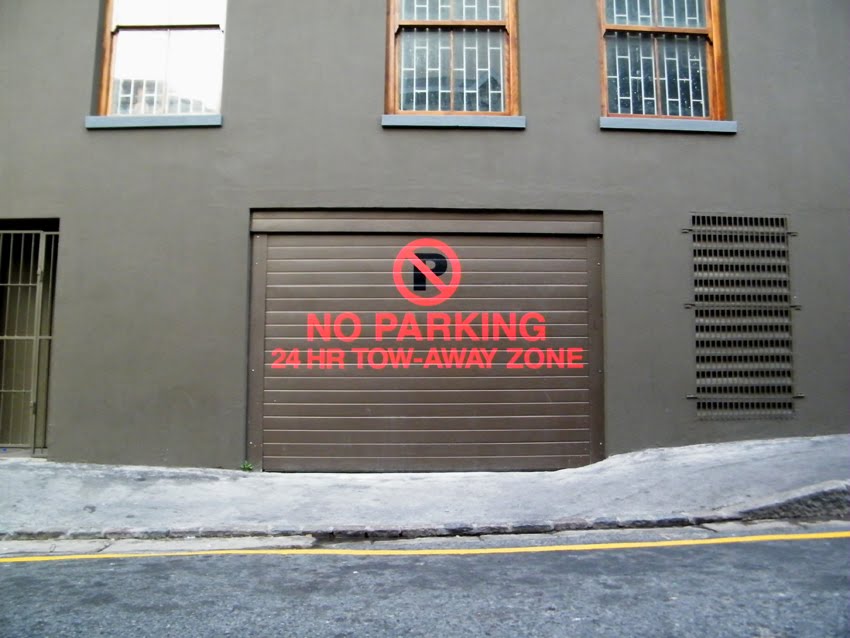 P
NO PARKING
24 HR TOW-AWAY ZONE